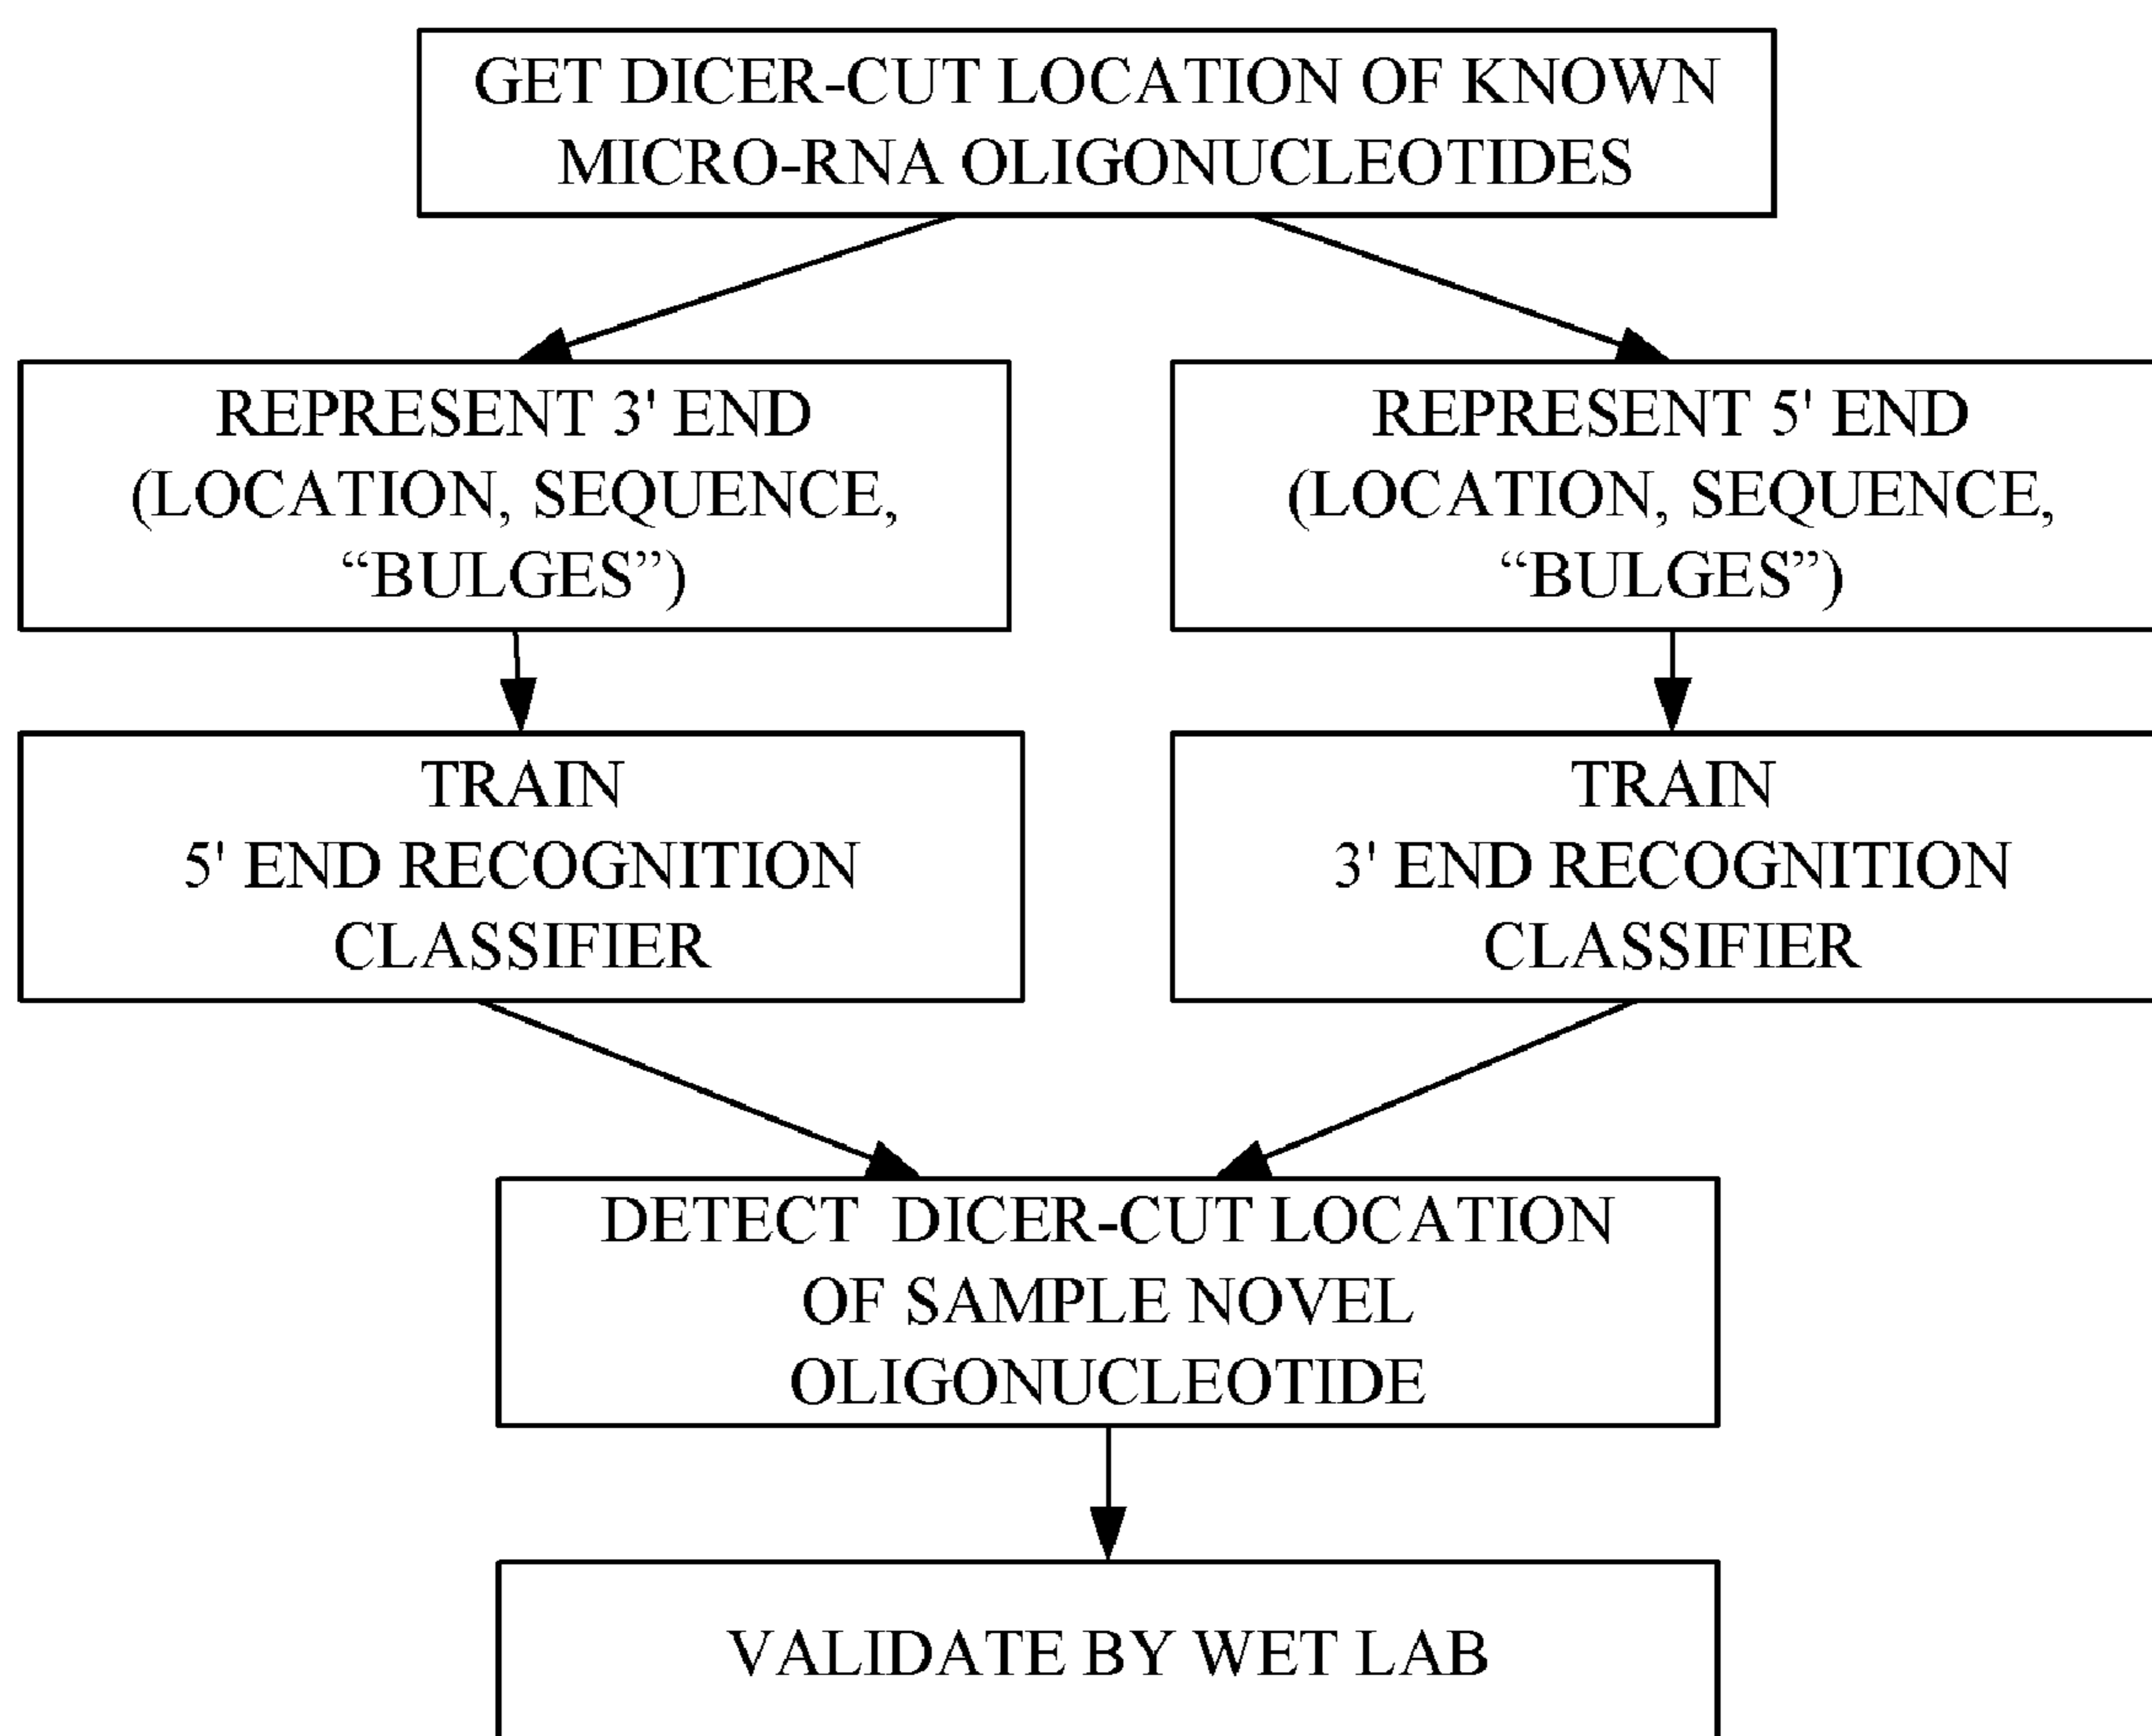 GET DICER-CUT LOCATION OF KNOWN
MICRO-RNA OLIGONUCLEOTIDES
REPRESENT 3' END
(LOCATION, SEQUENCE,
“BULGES”)
REPRESENT 5' END
(LOCATION, SEQUENCE,
“BULGES”)
TRAIN
5' END RECOGNITION
CLASSIFIER
TRAIN
3' END RECOGNITION
CLASSIFIER
DETECT DICER-CUT LOCATION
OF SAMPLE NOVEL
OLIGONUCLEOTIDE
VALIDATE BY WET LAB